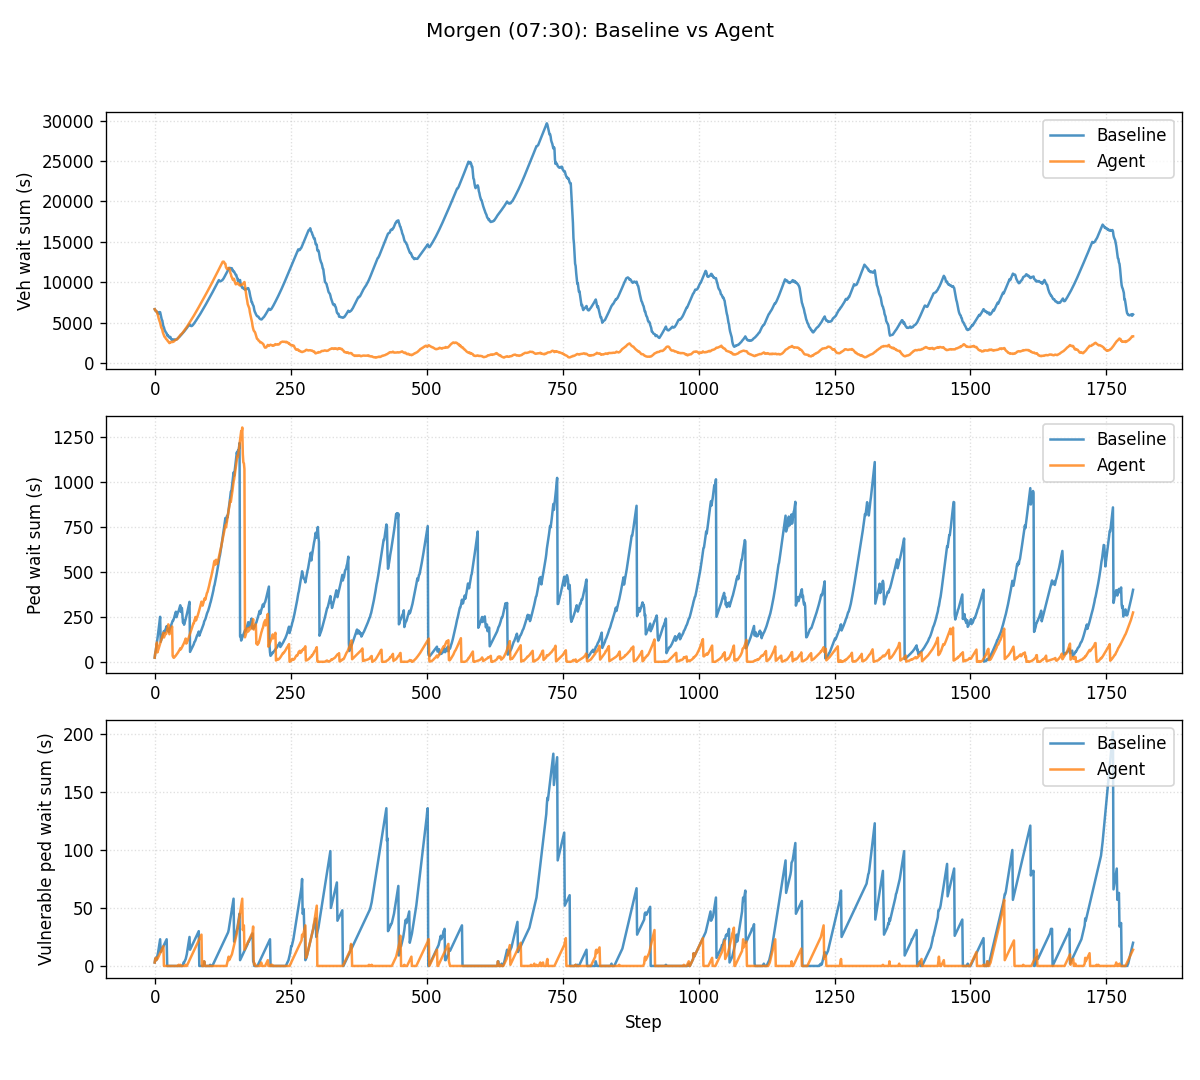 Morgen (07:30): Baseline vs Agent
Veh wait sum (s)
30000
25000
20000
15000
10000
5000
0
Baseline
Agent
0 250 500 750 1000 1250 1500 1750
Ped wait sum (s)
1250
1000
750
500
250
0
Baseline
Agent
0 250 500 750 1000 1250 1500 1750
Vulnerable ped wait sum (s)
200
150
100
50
0
Baseline
Agent
0 250 500 750 1000 1250 1500 1750
Step